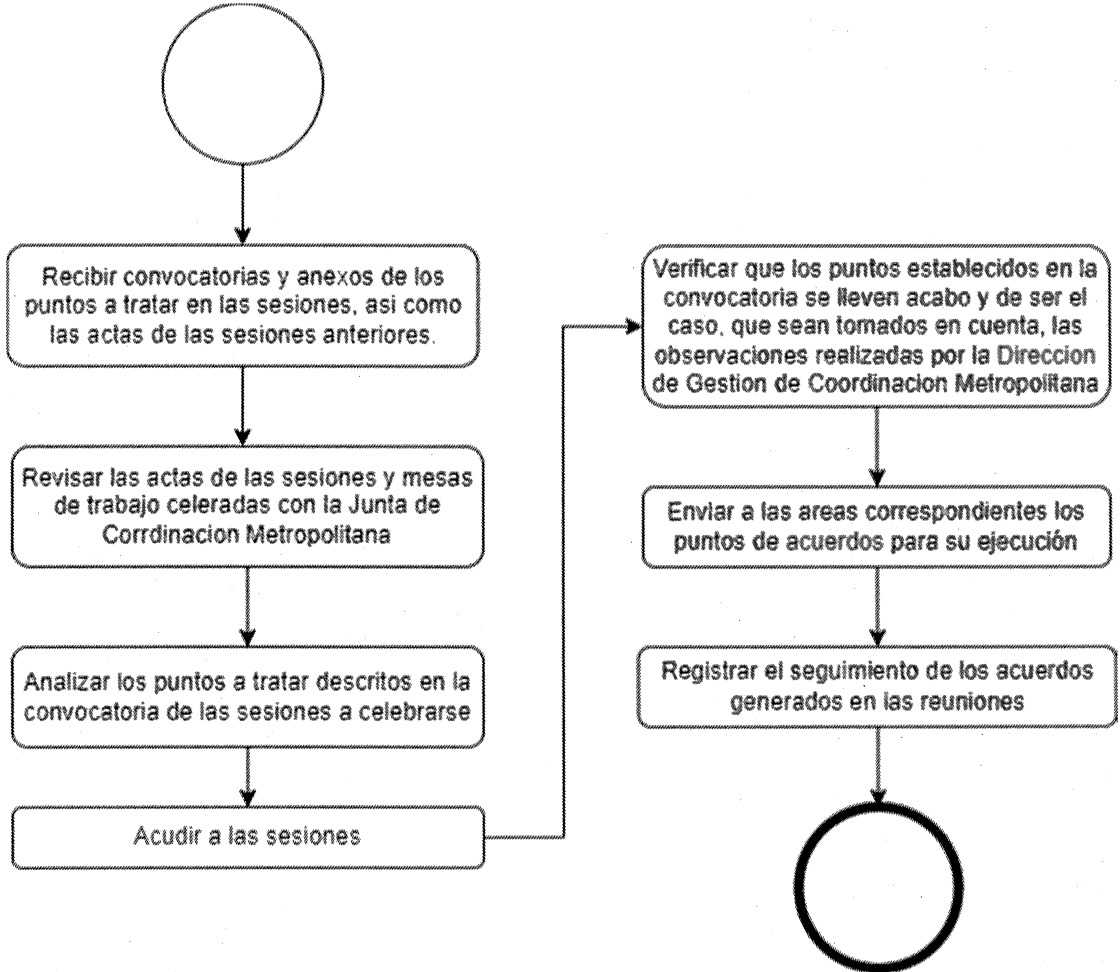 Recibir convocatorias y anexos de los
puntos a tratar en las sesiones, asi como
las actas de las sesiones anteriores.
Revisar las actas de las sesiones y mesas
de trabajo celeradas con la Junta de
Corrdinacion Metropolitana
Analizar los puntos a tratar descritos en la
convocatoria de las sesiones a celebrarse
Acudir a las sesiones
Verificar que los puntos establecidos en la
convocatoria se lleven acabo y de ser el
caso, que sean tomados en cuenta, las
observaciones realizadas por la Direccion
de Gestion de Coordinacion Metropolitana
Enviar a las areas correspondientes los
puntos de acuerdos para su ejecución
Registrar el seguimiento de los acuerdos
generados en las reuniones